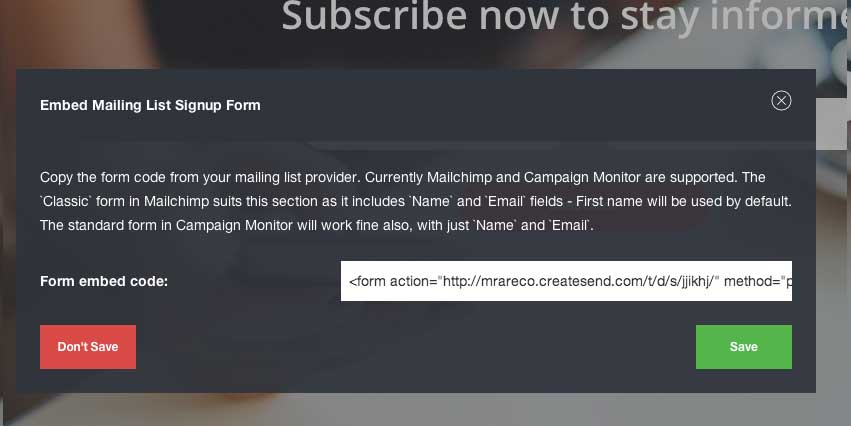 Subscribe now to stay informe
Embed Mailing List Signup Form
Copy the form code from your mailing list provider. Currently Mailchimp and Campaign Monitor are supported. The
`Classic` form in Mailchimp suits this section as it includes `Name` and `Email` fields - First name will be used by default.
The standard form in Campaign Monitor will work fine also, with just `Name` and `Email`.
Form embed code: <form action="http://mrareco.createsend.com/t/d/s/jjikhj/" method="p
Don't Save Save